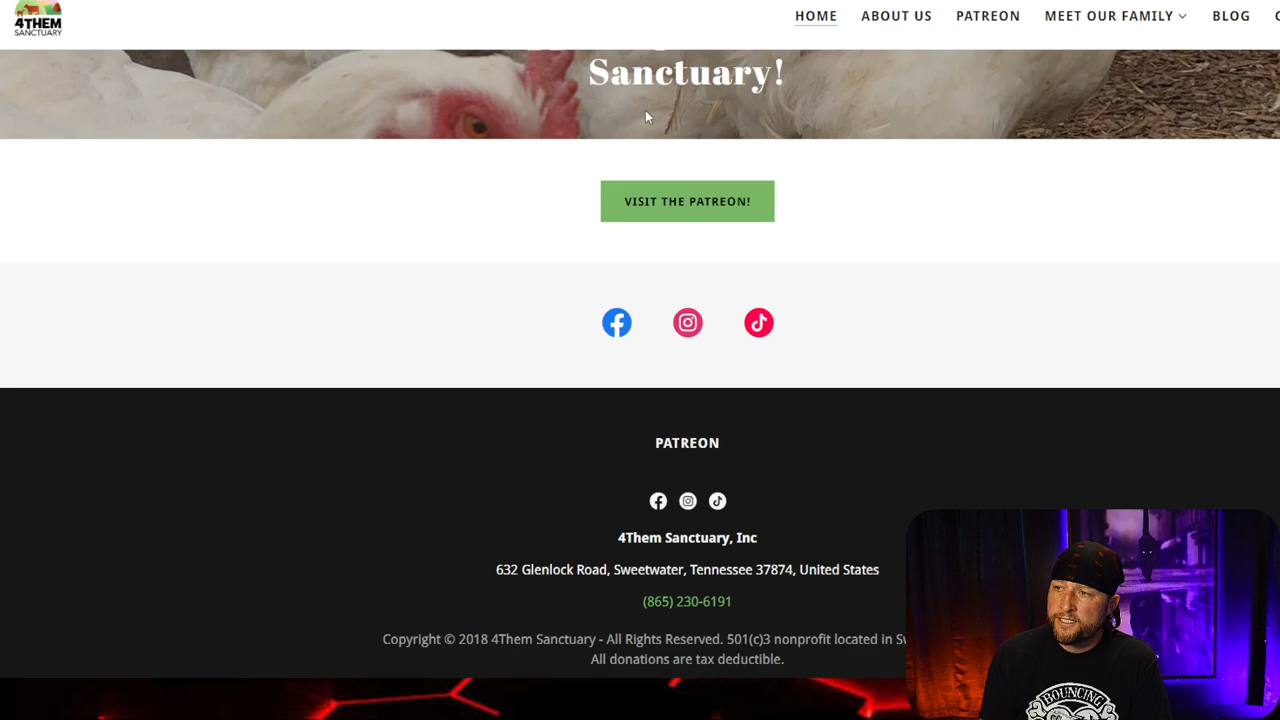 4THEM
SANCTUARY
HOME
ABOUT US
PATREON
MEET OUR FAMILY
BLOG
Sanctuary!
VISIT THE PATREON!
PATREON
4Them Sanctuary, Inc
632 Glenlock Road, Sweetwater, Tennessee 37874, United States
(865) 230-6191
Copyright © 2018 4Them Sanctuary - All Rights Reserved. 501(c)3 nonprofit located in Sw
All donations are tax deductible.
BOUNCING